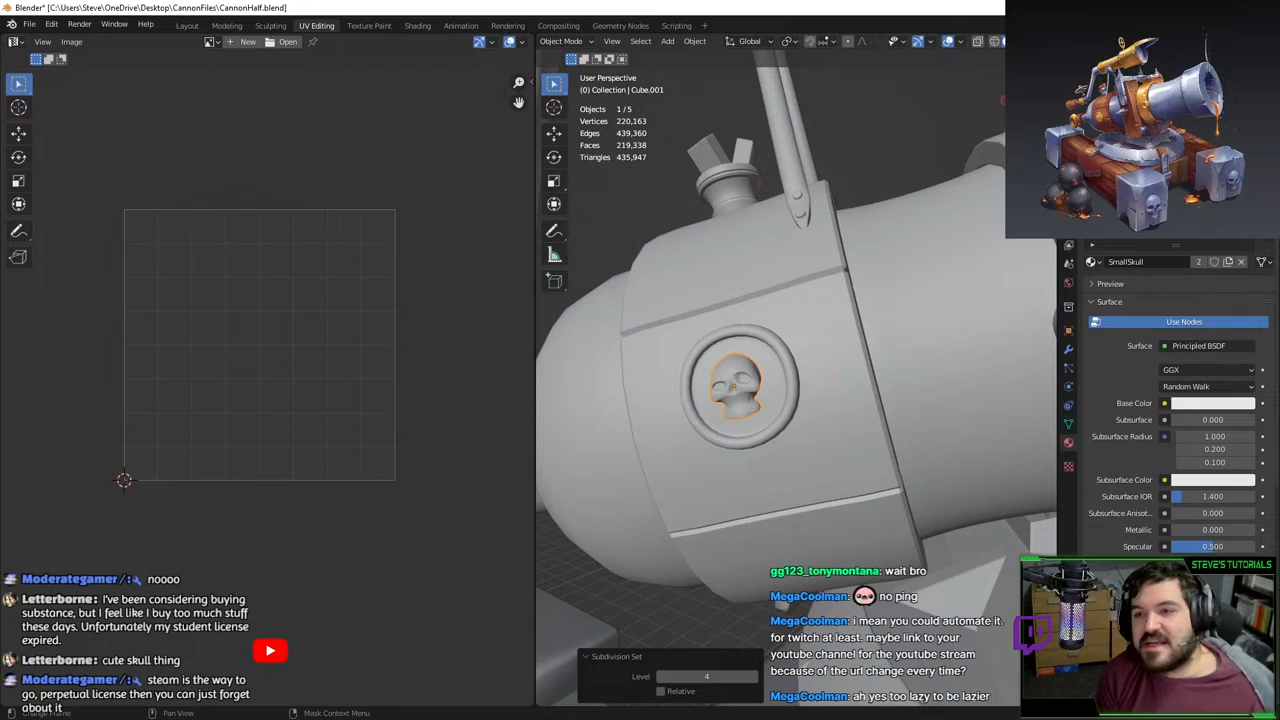 Blender* [C:\Users\Steve\OneDrive\Desktop\CannonFiles\CannonHalf.blend]
File Edit Render Window Help Layout Modeling Sculpting UV Editing Texture Paint Shading Animation Rendering Compositing Geometry Nodes Scripting
View Image New Open
Object Mode View Select Add Object Global
User Perspective
(0) Collection | Cube.001
Objects 1 / 5
Vertices 220,163
Edges 439,360
Faces 219,338
Triangles 435,947
SmallSkull 2
Preview
Surface
Use Nodes
Surface Principled BSDF
GGX
Random Walk
Base Color
Subsurface 0.000
Subsurface Radius 1.000
0.200
0.100
Subsurface Color
Subsurface IOR 1.400
Subsurface Anisot... 0.000
Metallic 0.000
Specular 0.500
Subdivision Set
Level 4
Relative
Moderategamer /: noooo
Letterborne: I've been considering buying
substance, but I feel like I buy too much stuff
these days. Unfortunately my student license
expired.
Letterborne: cute skull thing
Moderategamer /: steam is the way to
go, perpetual license then you can just forget
about it
gg123_tonymontana: wait bro
MegaCoolman: no ping
MegaCoolman: i mean you could automate it.
for twitch at least. maybe link to your
youtube channel for the youtube stream
because of the url change every time?
MegaCoolman: ah yes too lazy to be lazier
STEVE'S TUTORIALS
Pan View Mask Context Menu